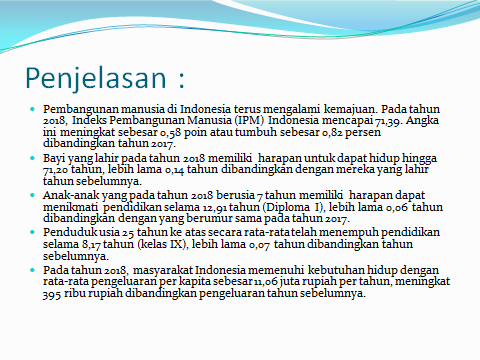 Penjelasan :
Pembangunan manusia di Indonesia terus mengalami kemajuan. Pada tahun
2018, Indeks Pembangunan Manusia (IPM) Indonesia mencapai 71,39. Angka
ini meningkat sebesar 0,58 poin atau tumbuh sebesar 0,82 persen
dibandingkan tahun 2017.
Bayi yang lahir pada tahun 2018 memiliki harapan untuk dapat hidup hingga
71,20 tahun, lebih lama 0,14 tahun dibandingkan dengan mereka yang lahir
tahun sebelumnya.
Anak-anak yang pada tahun 2018 berusia 7 tahun memiliki harapan dapat
menikmati pendidikan selama 12,91 tahun (Diploma I), lebih lama 0,06 tahun
dibandingkan dengan yang berumur sama pada tahun 2017.
Penduduk usia 25 tahun ke atas secara rata-rata telah menempuh pendidikan
selama 8,17 tahun (kelas IX), lebih lama 0,07 tahun dibandingkan tahun
sebelumnya.
Pada tahun 2018, masyarakat Indonesia memenuhi kebutuhan hidup dengan
rata-rata pengeluaran per kapita sebesar 11,06 juta rupiah per tahun, meningkat
395 ribu rupiah dibandingkan pengeluaran tahun sebelumnya.